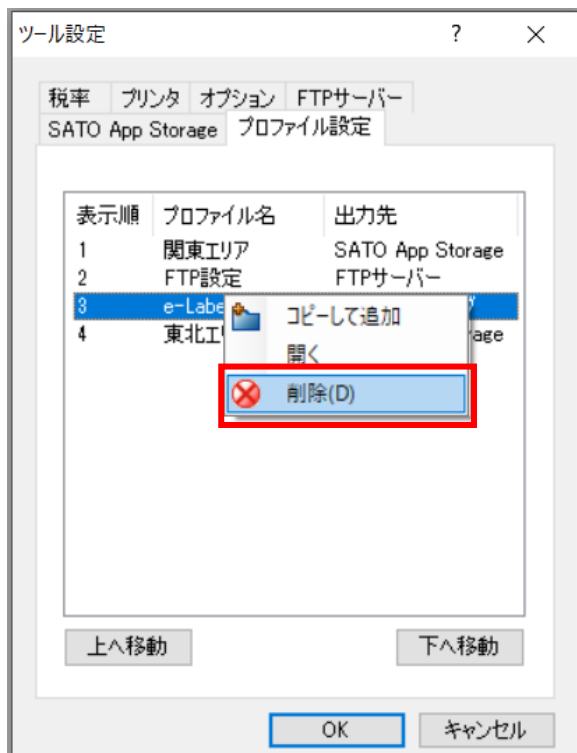 ツール設定 ?
税率 プリンタ オプション FTPサーバー
SATO App Storage プロファイル設定
表示順 プロファイル名 出力先
1 関東エリア SATO App Storage
2 FTP設定 FTPサーバー
3 e-Labe
4 東北エ age
コピーして追加
開く
削除(D)
上へ移動 下へ移動
OK キャンセル